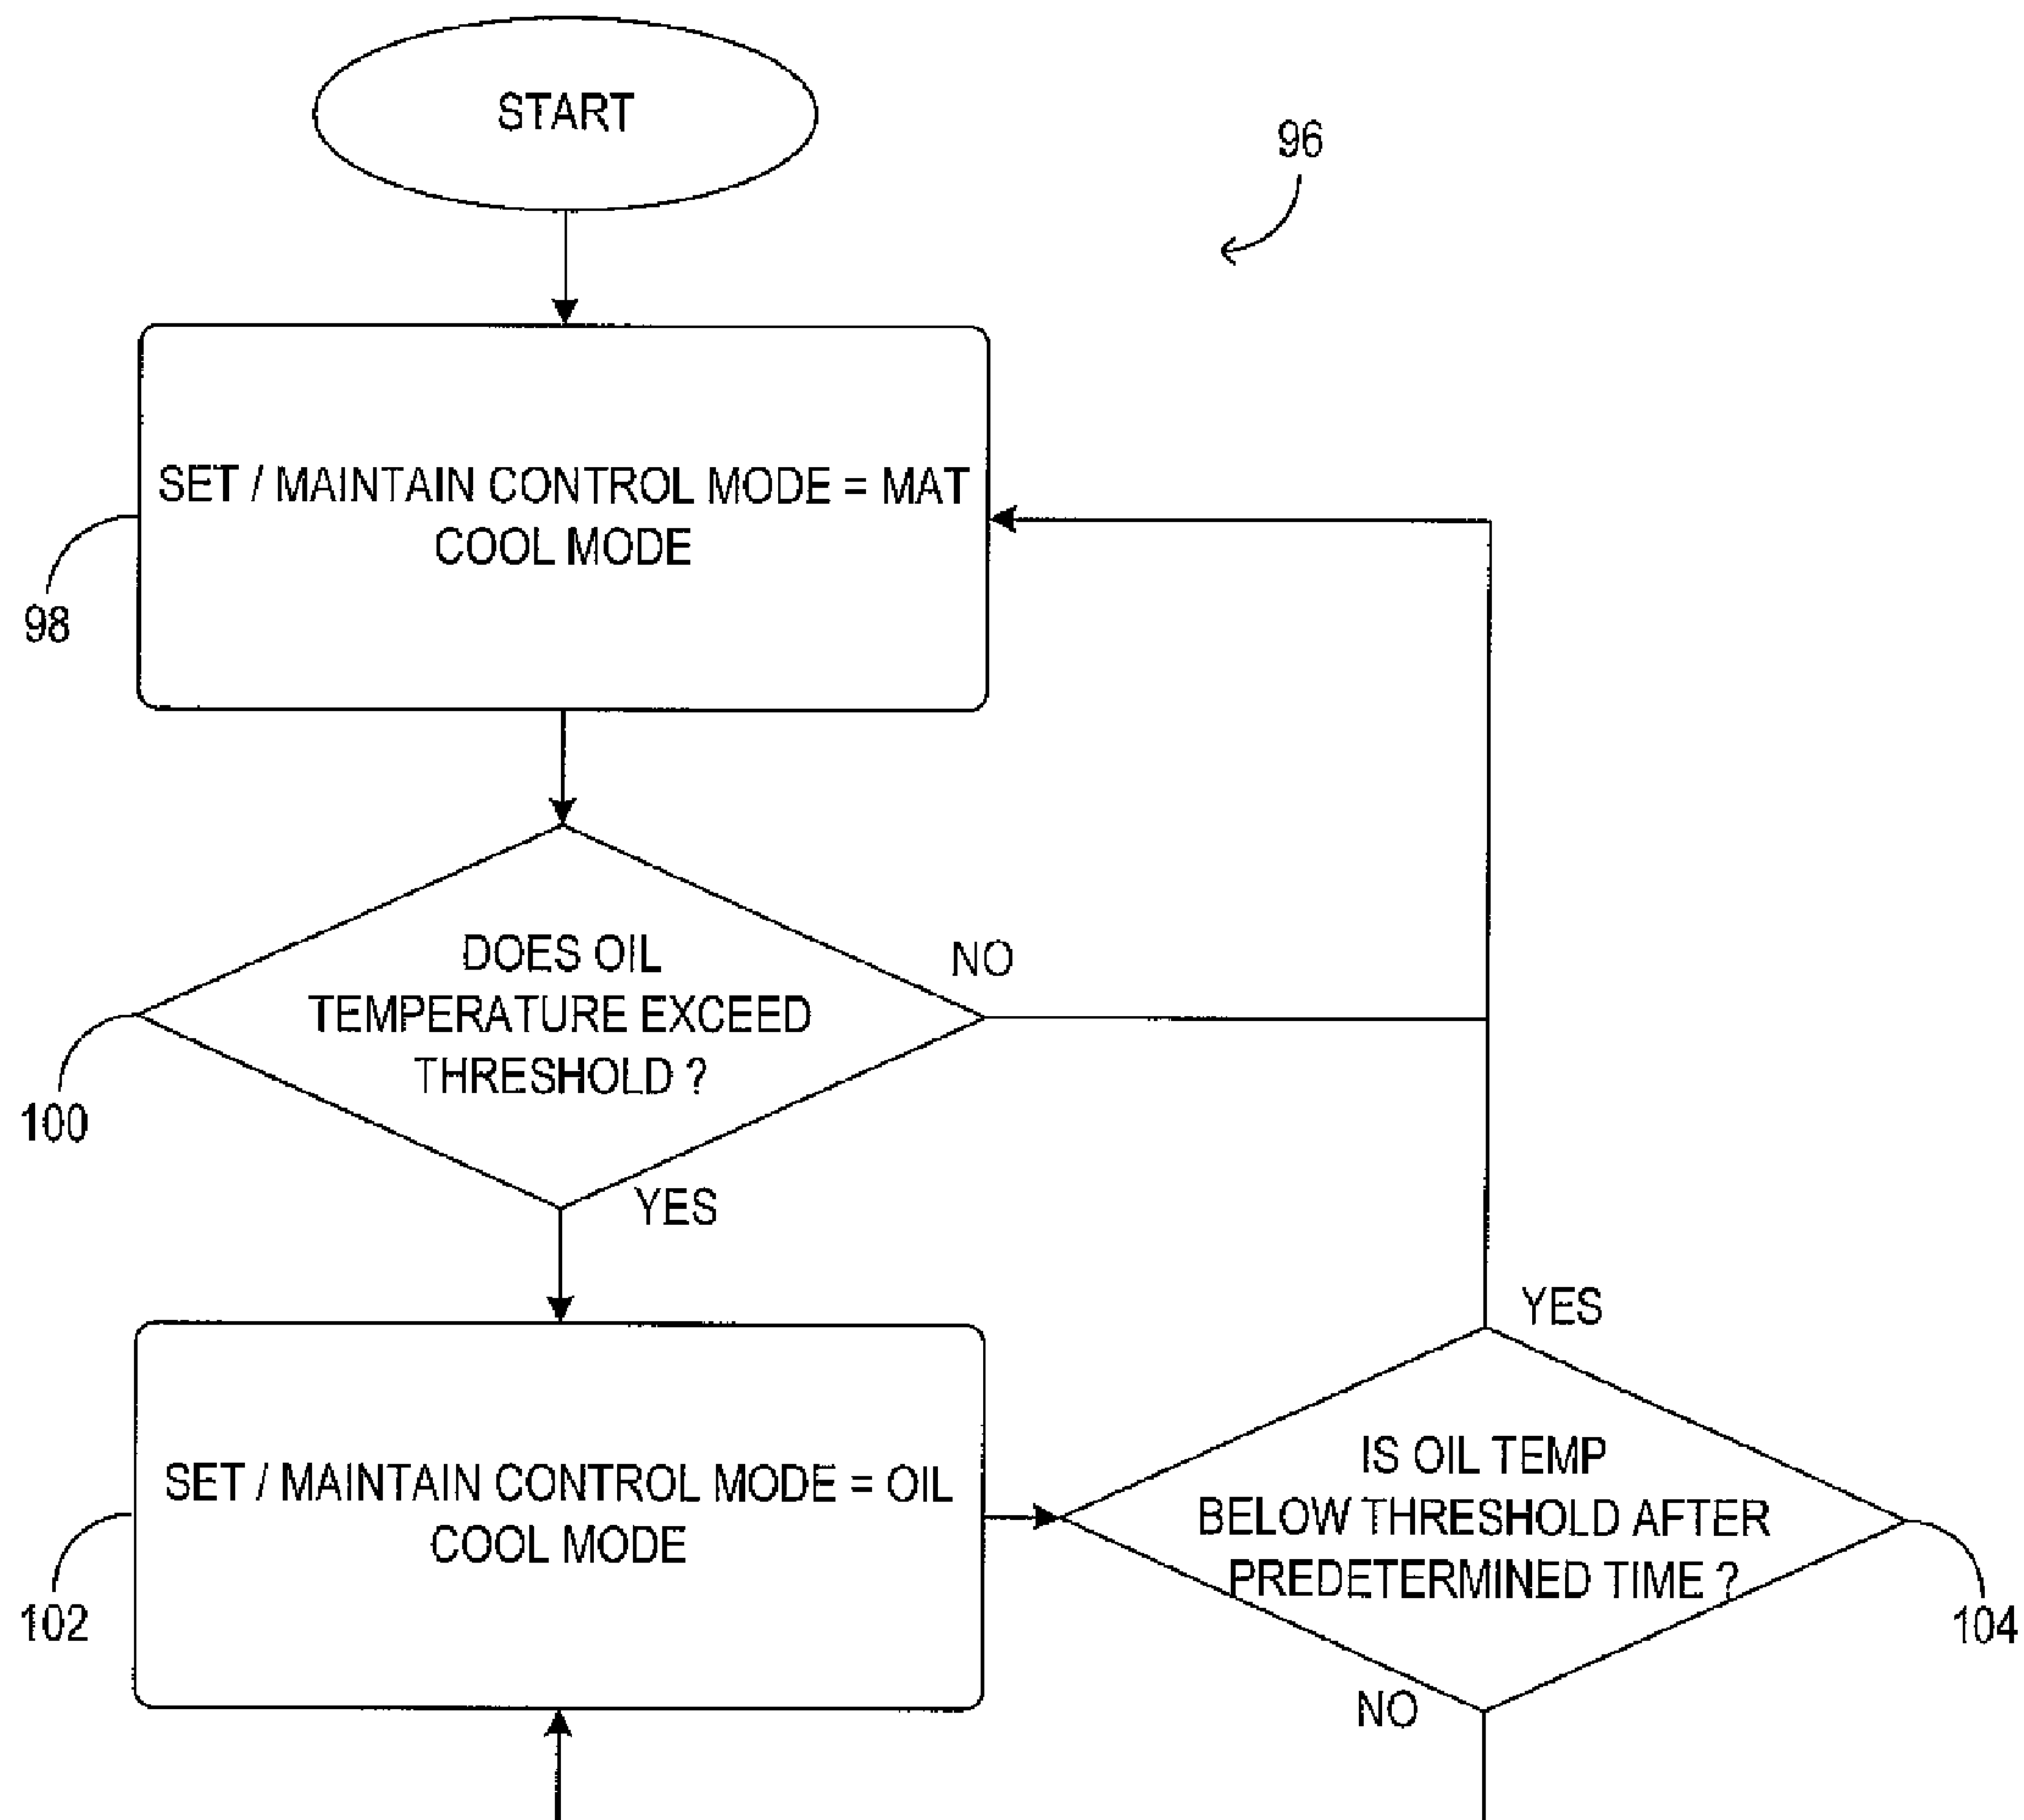 START
96
SET / MAINTAIN CONTROL MODE = MAT
COOL MODE
98
DOES OIL
TEMPERATURE EXCEED
THRESHOLD ?
NO
100
YES
YES
SET / MAINTAIN CONTROL MODE = OIL
COOL MODE
102
IS OIL TEMP
BELOW THRESHOLD AFTER
PREDETERMINED TIME ?
104
NO